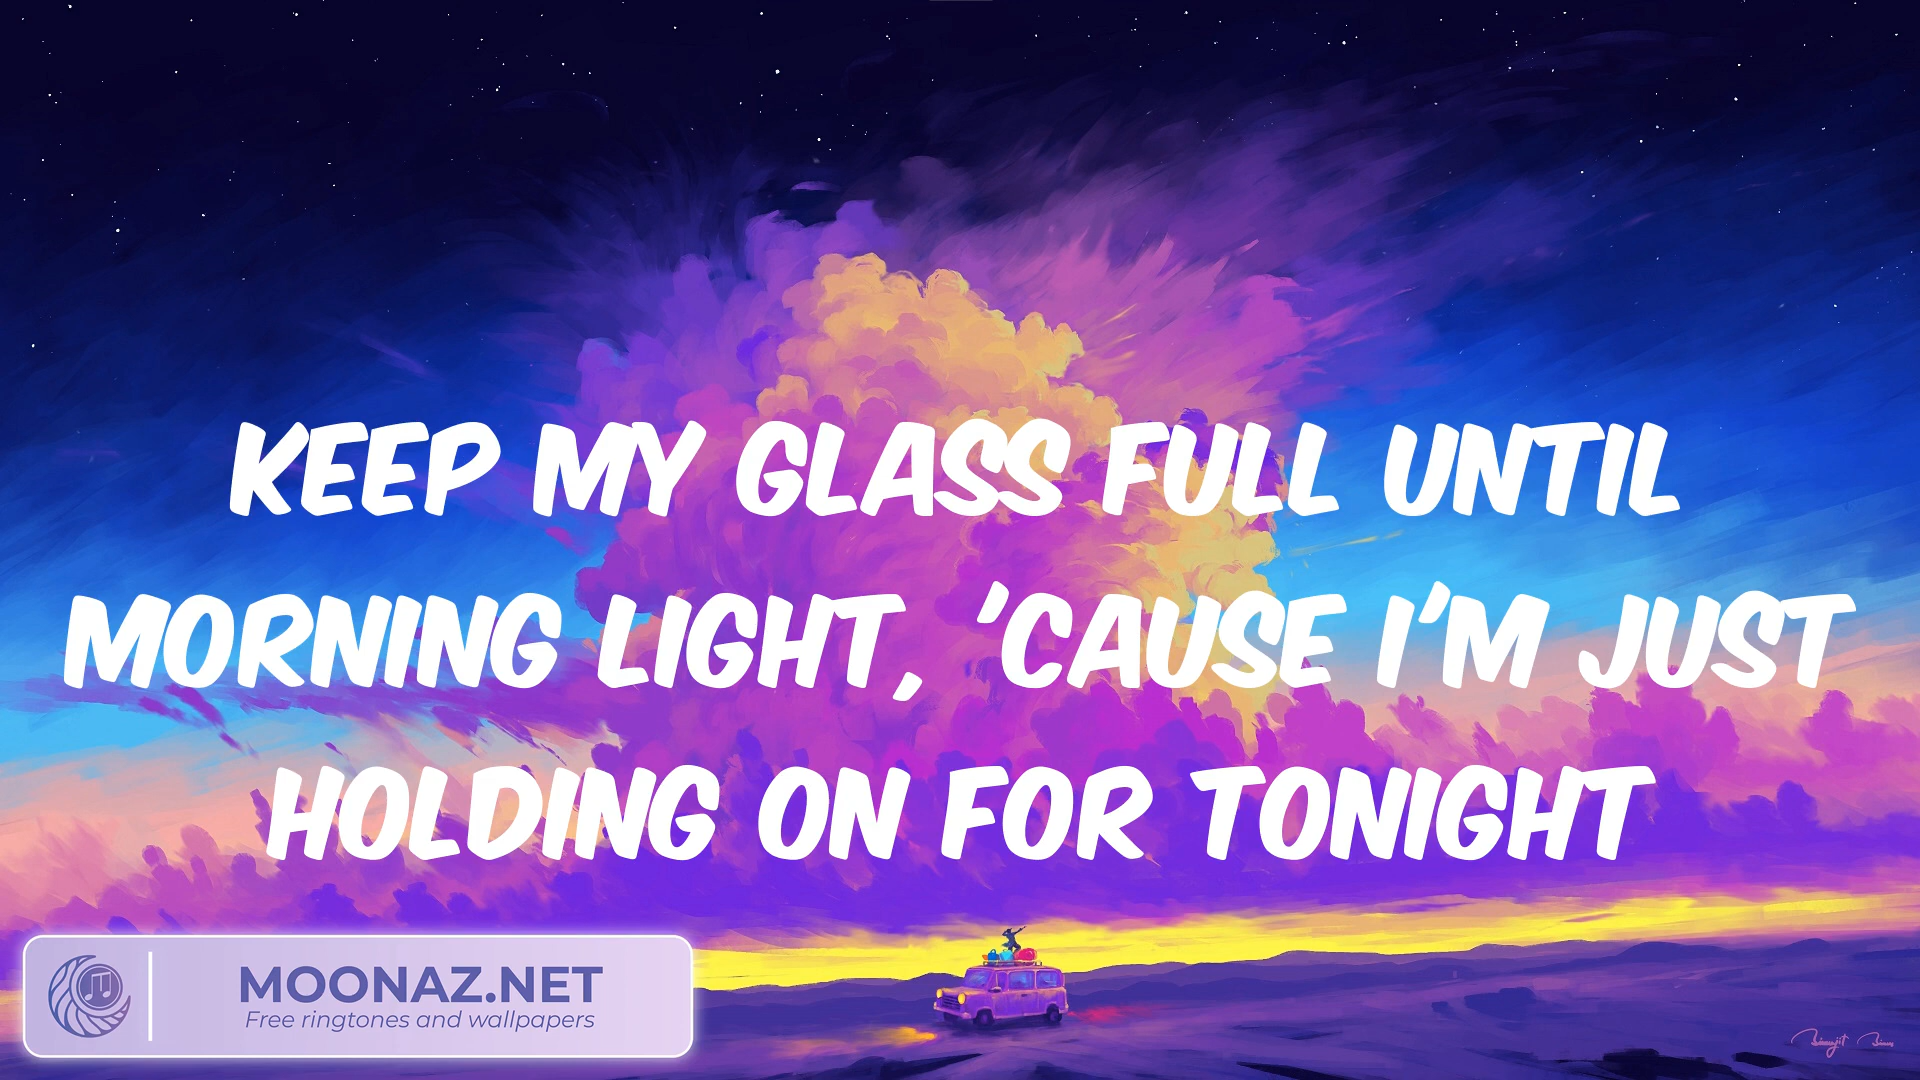 KEEP MY GLASS FULL UNTIL
MORNING LIGHT, 'CAUSE I'M JUST
HOLDING ON FOR TONIGHT
MOONAZ.NET
Free ringtones and wallpapers